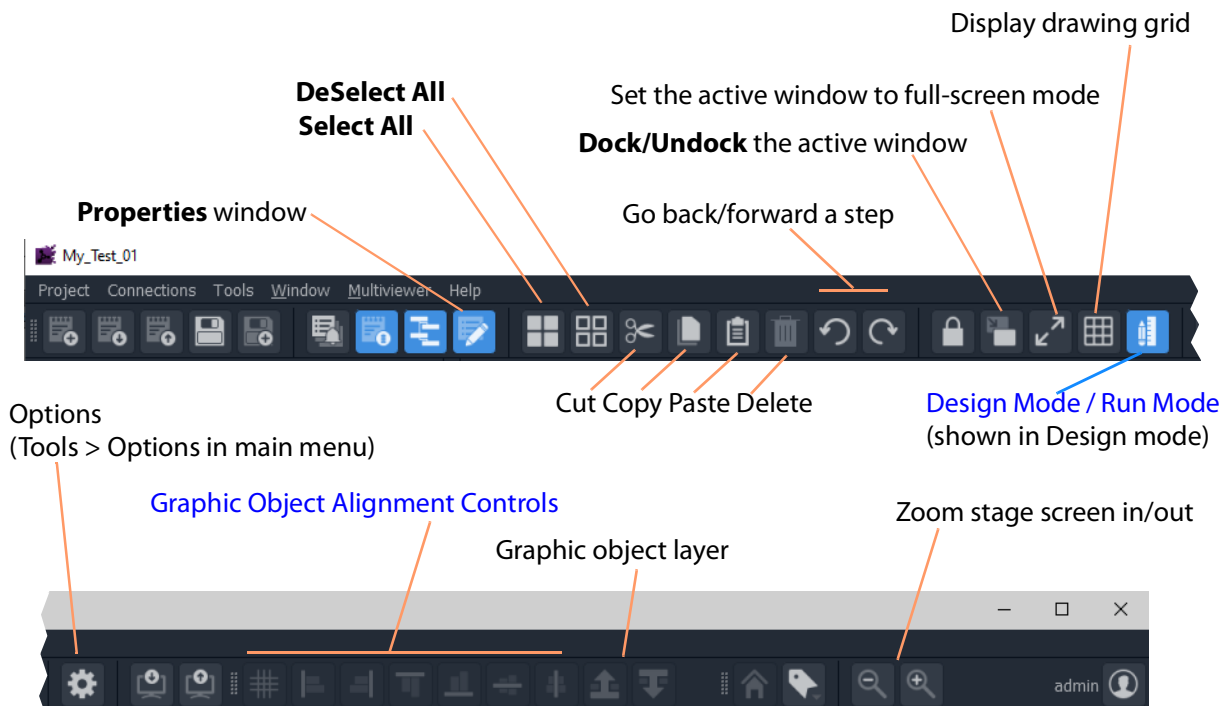 Display drawing grid
DeSelect All
Set the active window to full-screen mode
Select All
Dock/Undock the active window
Properties window
Go back/forward a step
My_Test_01
Project Connections Tools Window Multiviewer Help
Cut Copy Paste Delete
Design Mode / Run Mode
(shown in Design mode)
Options
(Tools > Options in main menu)
Graphic Object Alignment Controls
Zoom stage screen in/out
Graphic object layer
admin